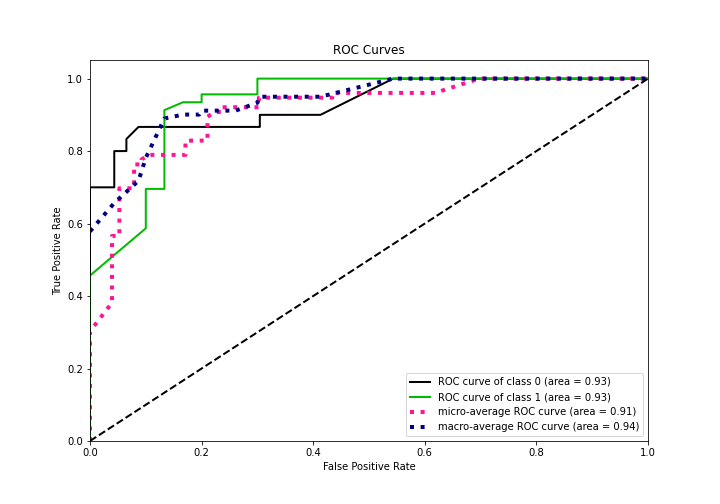 ROC Curves
True Positive Rate
1.0
0.8
0.6
0.4
0.2
0.0
0.0 0.2 0.4 0.6 0.8 1.0
False Positive Rate
ROC curve of class 0 (area = 0.93)
ROC curve of class 1 (area = 0.93)
micro-average ROC curve (area = 0.91)
macro-average ROC curve (area = 0.94)